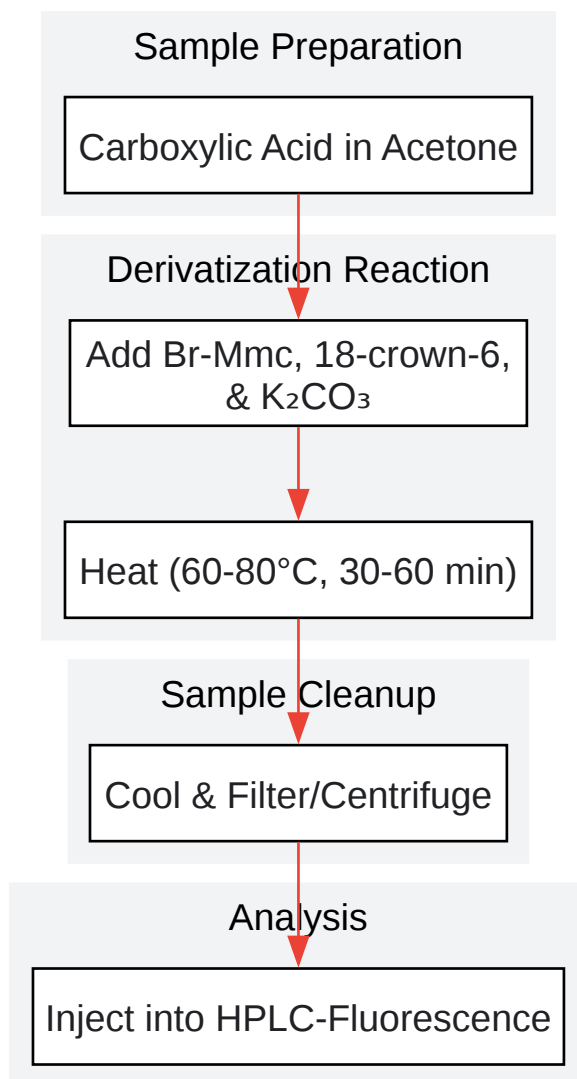 Sample Preparation
Carboxylic Acid in Acetone
Derivatization Reaction
Add Br-Mmc, 18-crown-6,
& K₂CO₃
Heat (60-80°C, 30-60 min)
Sample Cleanup
Cool & Filter/Centrifuge
Analysis
Inject into HPLC-Fluorescence